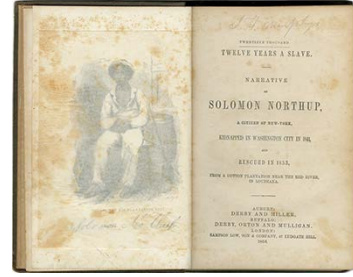 TWELVE YEARS A SLAVE.
NARRATIVE
OF
SOLOMON NORTHUP,
A CITIZEN OF NEW-YORK,
KIDNAPPED IN WASHINGTON CITY IN 1841,
AND
RESCUED IN 1853,
FROM A COTTON PLANTATION NEAR THE RED RIVER,
IN LOUISIANA.
AUBURN:
DERBY AND MILLER.
BUFFALO:
DERBY, ORTON AND MULLIGAN.
LONDON:
SAMPSON LOW, SON & COMPANY, 47 LUDGATE HILL.
Solomon